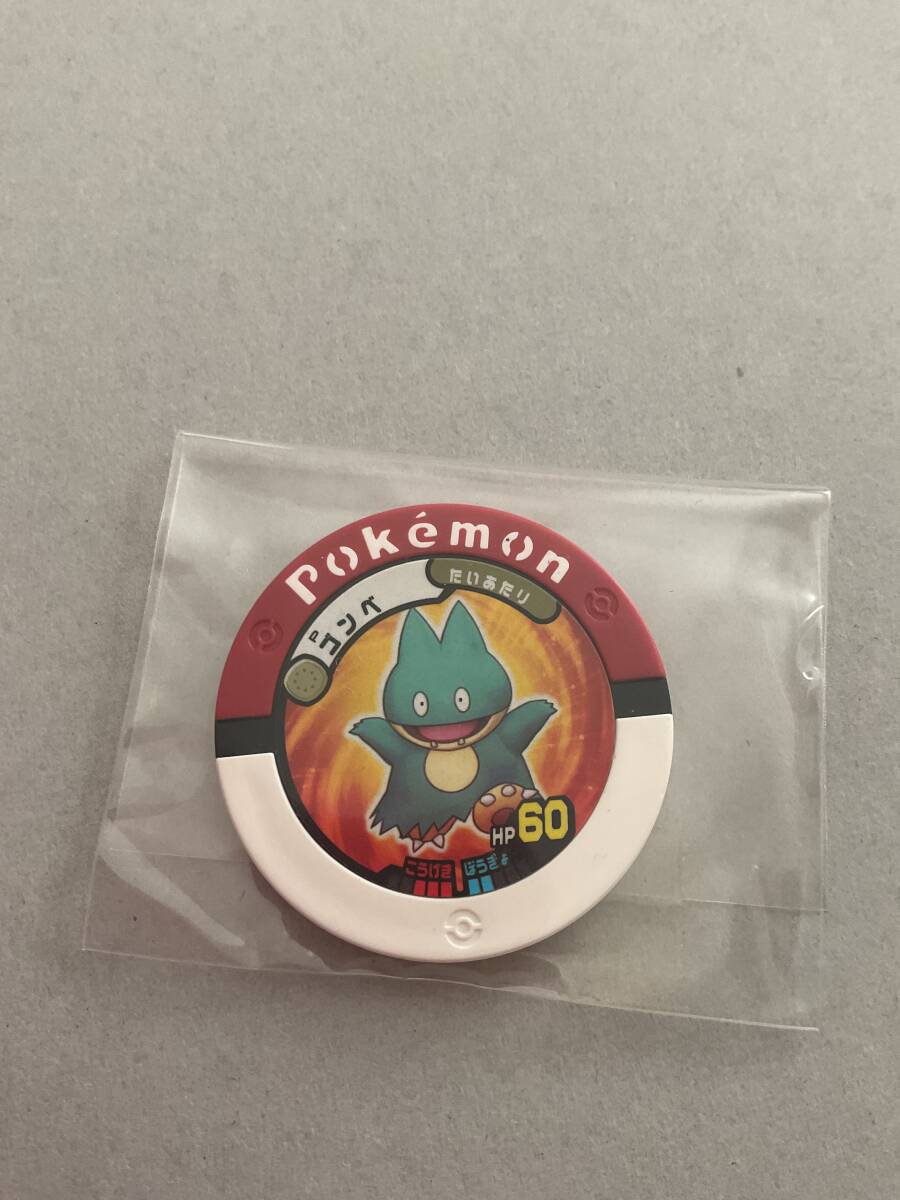 Pokémon
たいあたり
P
ゴンベ
HP 60
こうげき
ぼうぎょ